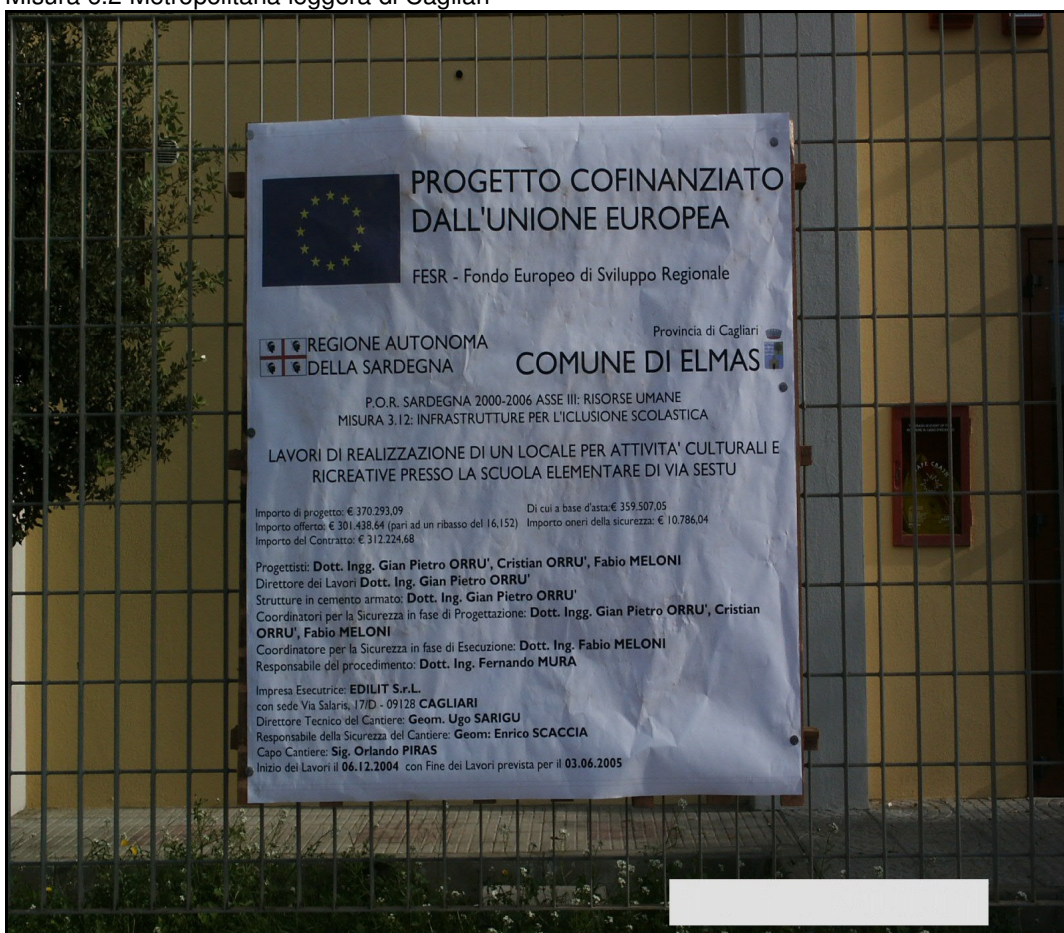 Misura 6.2 Metropolitana leggera di Cagliari
PROGETTO COFINANZIATO
DALL'UNIONE EUROPEA
FESR - Fondo Europeo di Sviluppo Regionale
REGIONE AUTONOMA
DELLA SARDEGNA
Provincia di Cagliari
COMUNE DI ELMAS
P.O.R. SARDEGNA 2000-2006 ASSE III: RISORSE UMANE
MISURA 3.12: INFRASTRUTTURE PER L'ICLUSIONE SCOLASTICA
LAVORI DI REALIZZAZIONE DI UN LOCALE PER ATTIVITA' CULTURALI E
RICREATIVE PRESSO LA SCUOLA ELEMENTARE DI VIA SESTU
Importo di progetto: € 370.293,09
Di cui a base d'asta:€ 359.507,05
Importo offerto: € 301.438,64 (pari ad un ribasso del 16,152)
Importo oneri della sicurezza: € 10.786,04
Importo del Contratto: € 312.224,68
Progettisti: Dott. Ingg. Gian Pietro ORRU', Cristian ORRU', Fabio MELONI
Direttore dei Lavori Dott. Ing. Gian Pietro ORRU'
Strutture in cemento armato: Dott. Ing. Gian Pietro ORRU'
Coordinatori per la Sicurezza in fase di Progettazione: Dott. Ingg. Gian Pietro ORRU', Cristian
ORRU', Fabio MELONI
Coordinatore per la Sicurezza in fase di Esecuzione: Dott. Ing. Fabio MELONI
Responsabile del procedimento: Dott. Ing. Fernando MURA
Impresa Esecutrice: EDILIT S.r.L.
con sede Via Salaris, 17/D - 09128 CAGLIARI
Direttore Tecnico del Cantiere: Geom. Ugo SARIGU
Responsabile della Sicurezza del Cantiere: Geom: Enrico SCACCIA
Capo Cantiere: Sig. Orlando PIRAS
Inizio dei Lavori il 06.12.2004 con Fine dei Lavori prevista per il 03.06.2005